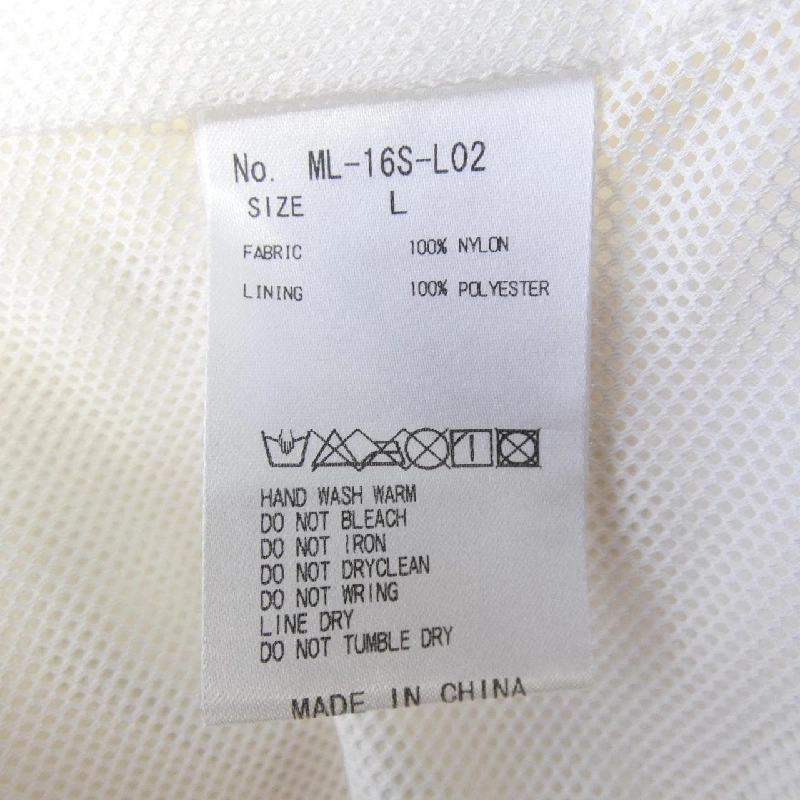 No. ML-16S-L02
SIZE L
FABRIC 100% NYLON
LINING 100% POLYESTER
HAND WASH WARM
DO NOT BLEACH
DO NOT IRON
DO NOT DRYCLEAN
DO NOT WRING
LINE DRY
DO NOT TUMBLE DRY
MADE IN CHINA